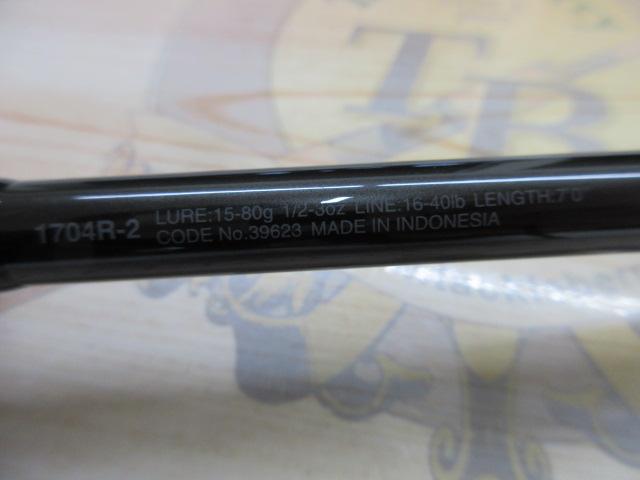 1704R-2
LURE:15-80g 1/2-3oz LINE:16-40lb LENGTH:7'0"
CODE No.39623 MADE IN INDONESIA
TB